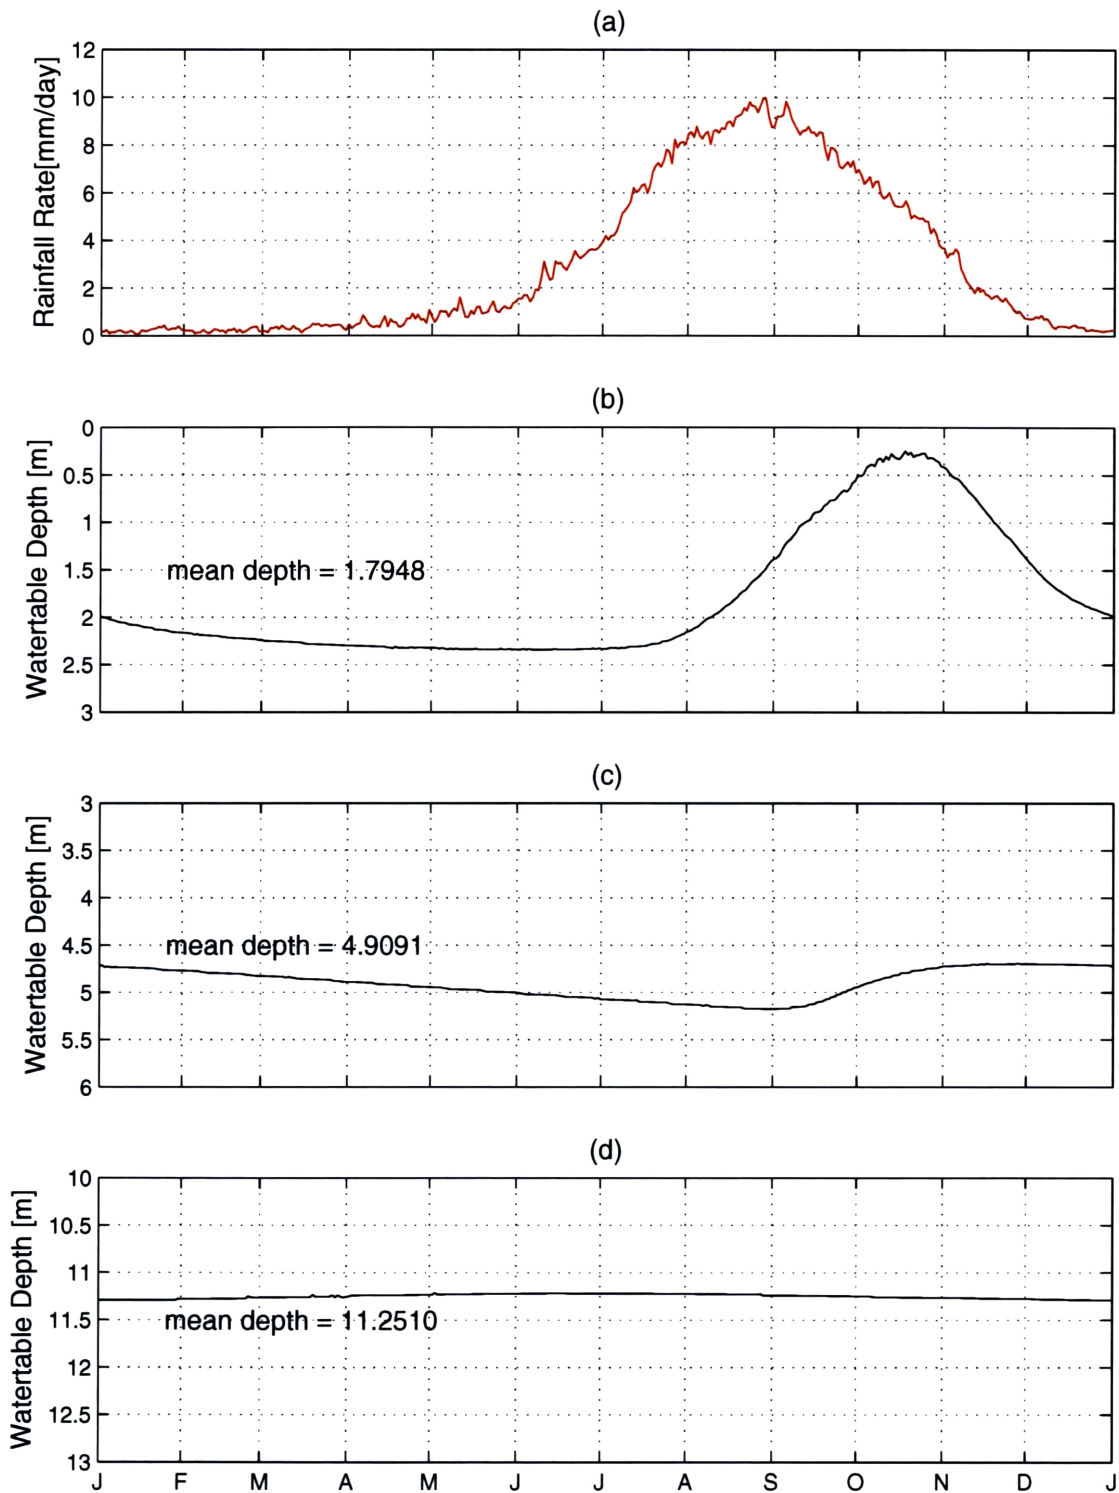 (a)
Rainfall Rate[mm/day]
12
10
8
6
4
2
0
(b)
Watertable Depth [m]
0
0.5
1
1.5
2
2.5
3
mean depth = 1.7948
(c)
Watertable Depth [m]
3
3.5
4
4.5
5
5.5
6
mean depth = 4.9091
(d)
Watertable Depth [m]
10
10.5
11
11.5
12
12.5
13
mean depth = 11.2510
J F M A M J J A S O N D J